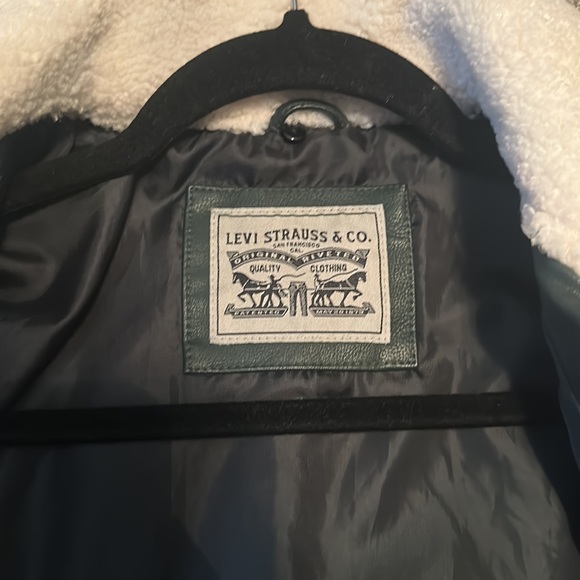 LEVI STRAUSS & CO.
SAN FRANCISCO
CAL.
ORIGINAL RIVETED
QUALITY CLOTHING
PATENTED MAY 20 1873